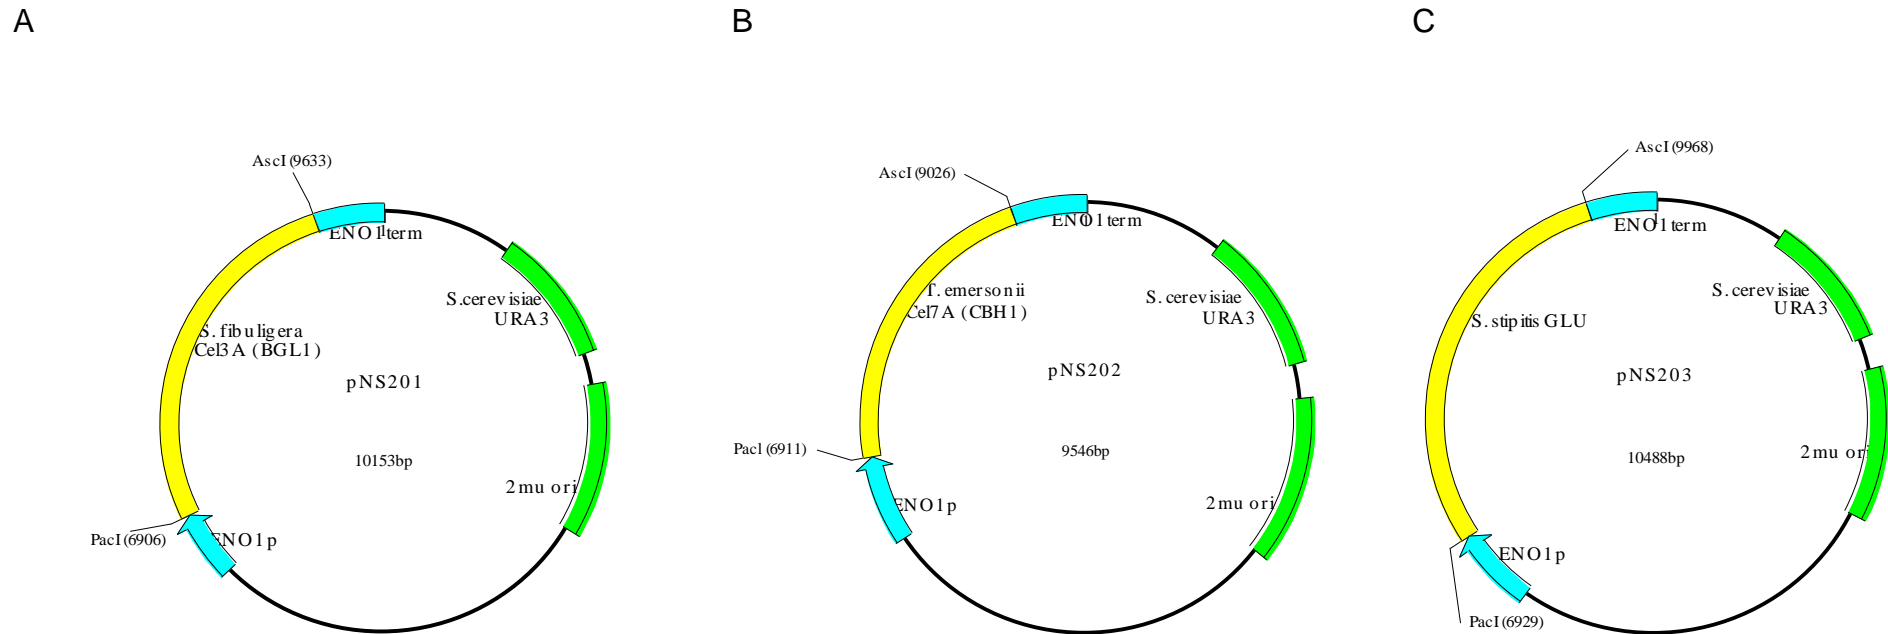 A
AscI (9633)
ENO1 term
S.cerevisiae
URA3
S. fibuligera
Cel3A (BGL1)
pNS201
10153bp
2mu ori
PacI (6906)
ENO1p
B
AscI (9026)
ENO1 term
S.cerevisiae
URA3
T. emersonii
Cel7A (CBH1)
pNS202
9546bp
PacI (6911)
2mu ori
ENO1p
C
AscI (9968)
ENO1 term
S.cerevisiae
URA3
S. stipitis GLU
pNS203
10488bp
2mu ori
ENO1p
PacI (6929)